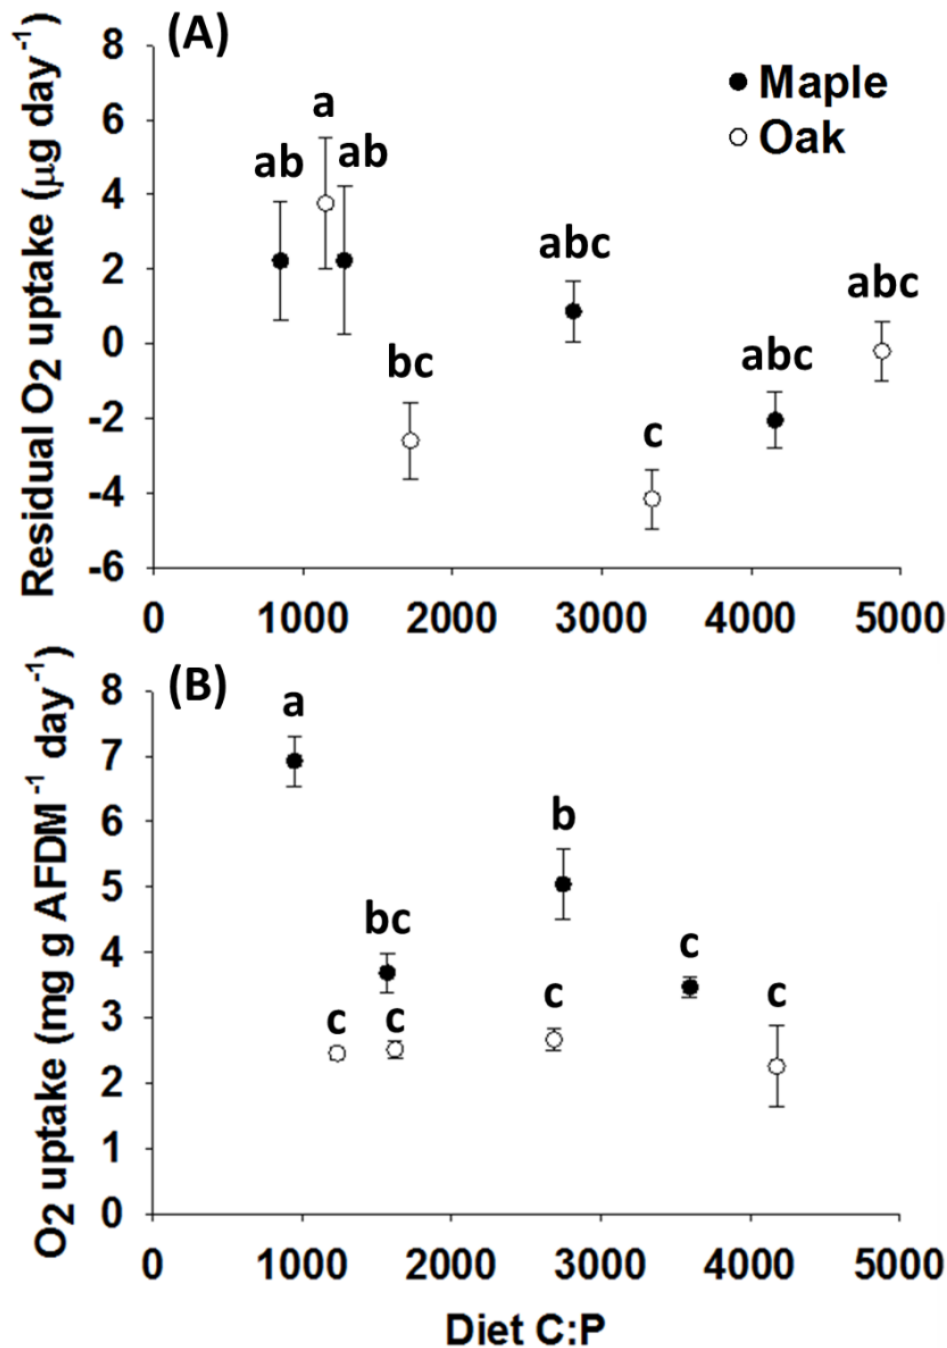 (A)
Residual O2 uptake (μg day-1)
8
6
4
2
0
-2
-4
-6
Maple
Oak
ab
a
ab
bc
abc
c
abc
abc
0 1000 2000 3000 4000 5000
(B)
O2 uptake (mg g AFDM-1 day-1)
8
7
6
5
4
3
2
1
0
a
bc
b
c
c
c
c
c
0 1000 2000 3000 4000 5000
Diet C:P